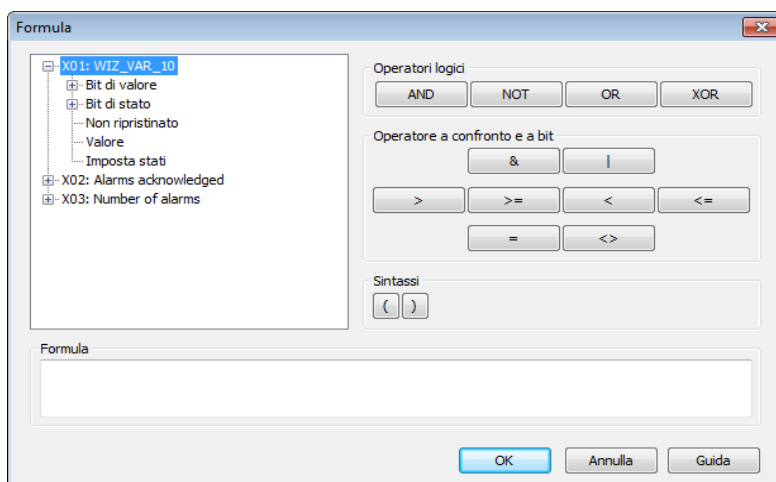 Formula
X01: WIZ_VAR_10
Bit di valore
Bit di stato
Non ripristinato
Valore
Imposta stati
X02: Alarms acknowledged
X03: Number of alarms
Operatori logici
AND NOT OR XOR
Operatore a confronto e a bit
& |
> >= < <=
= <>
Sintassi
( )
Formula
OK Annulla Guida